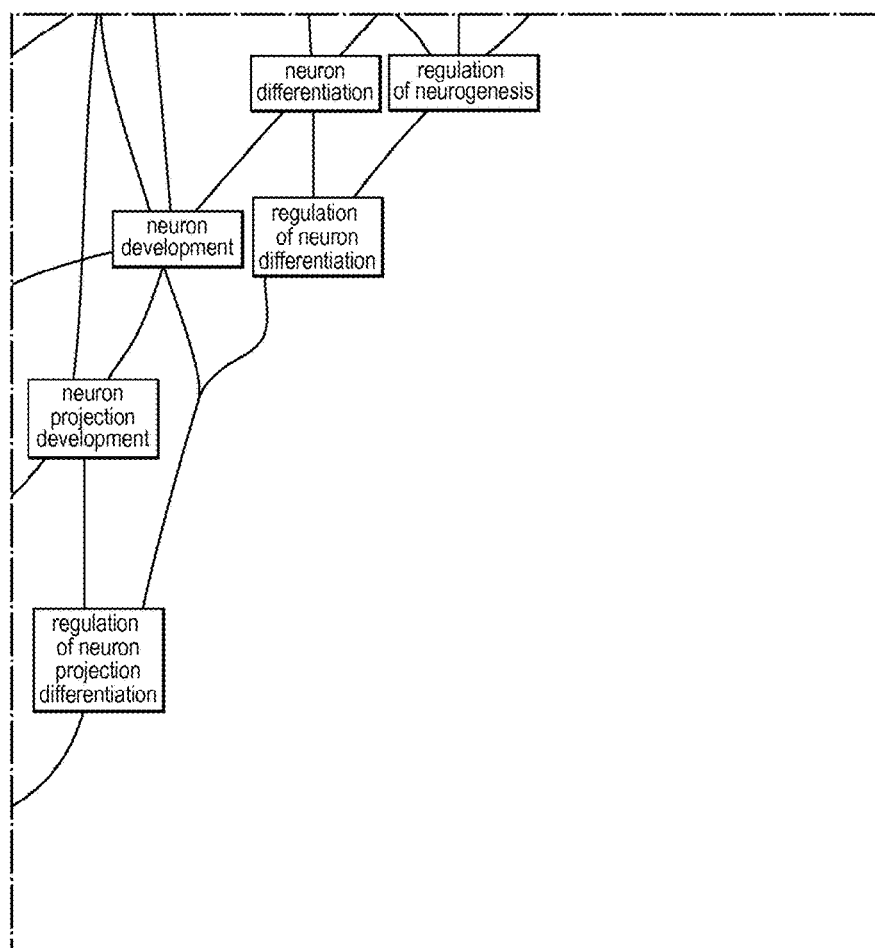 neuron
differentiation
regulation
of neurogenesis
neuron
development
regulation
of neuron
differentiation
neuron
projection
development
regulation
of neuron
projection
differentiation